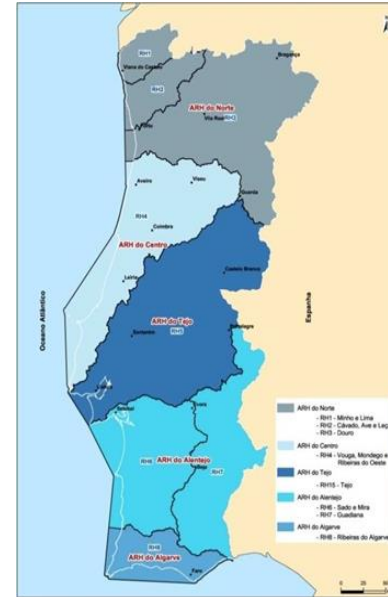 RH1
Viana do Castelo
Bragança
RH2
ARH do Norte
Porto
Vila Real
RH3
Aveiro
Viseu
Guarda
RH4
Coimbra
ARH do Centro
Castelo Branco
Leiria
Oceano Atlântico
Espanha
ARH do Tejo
RH5
Santarém
Portalegre
Lisboa
Setúbal
Évora
ARH do Alentejo
RH6
Beja
RH7
RH8
ARH do Algarve
Faro
ARH do Norte
- RH1 - Minho e Lima
- RH2 - Cávado, Ave e Leça
- RH3 - Douro
ARH do Centro
- RH4 - Vouga, Mondego e
Ribeiras do Oeste
ARH do Tejo
- RH15 - Tejo
ARH do Alentejo
- RH6 - Sado e Mira
- RH7 - Guadiana
ARH do Algarve
- RH8 - Ribeiras do Algarve
0
25